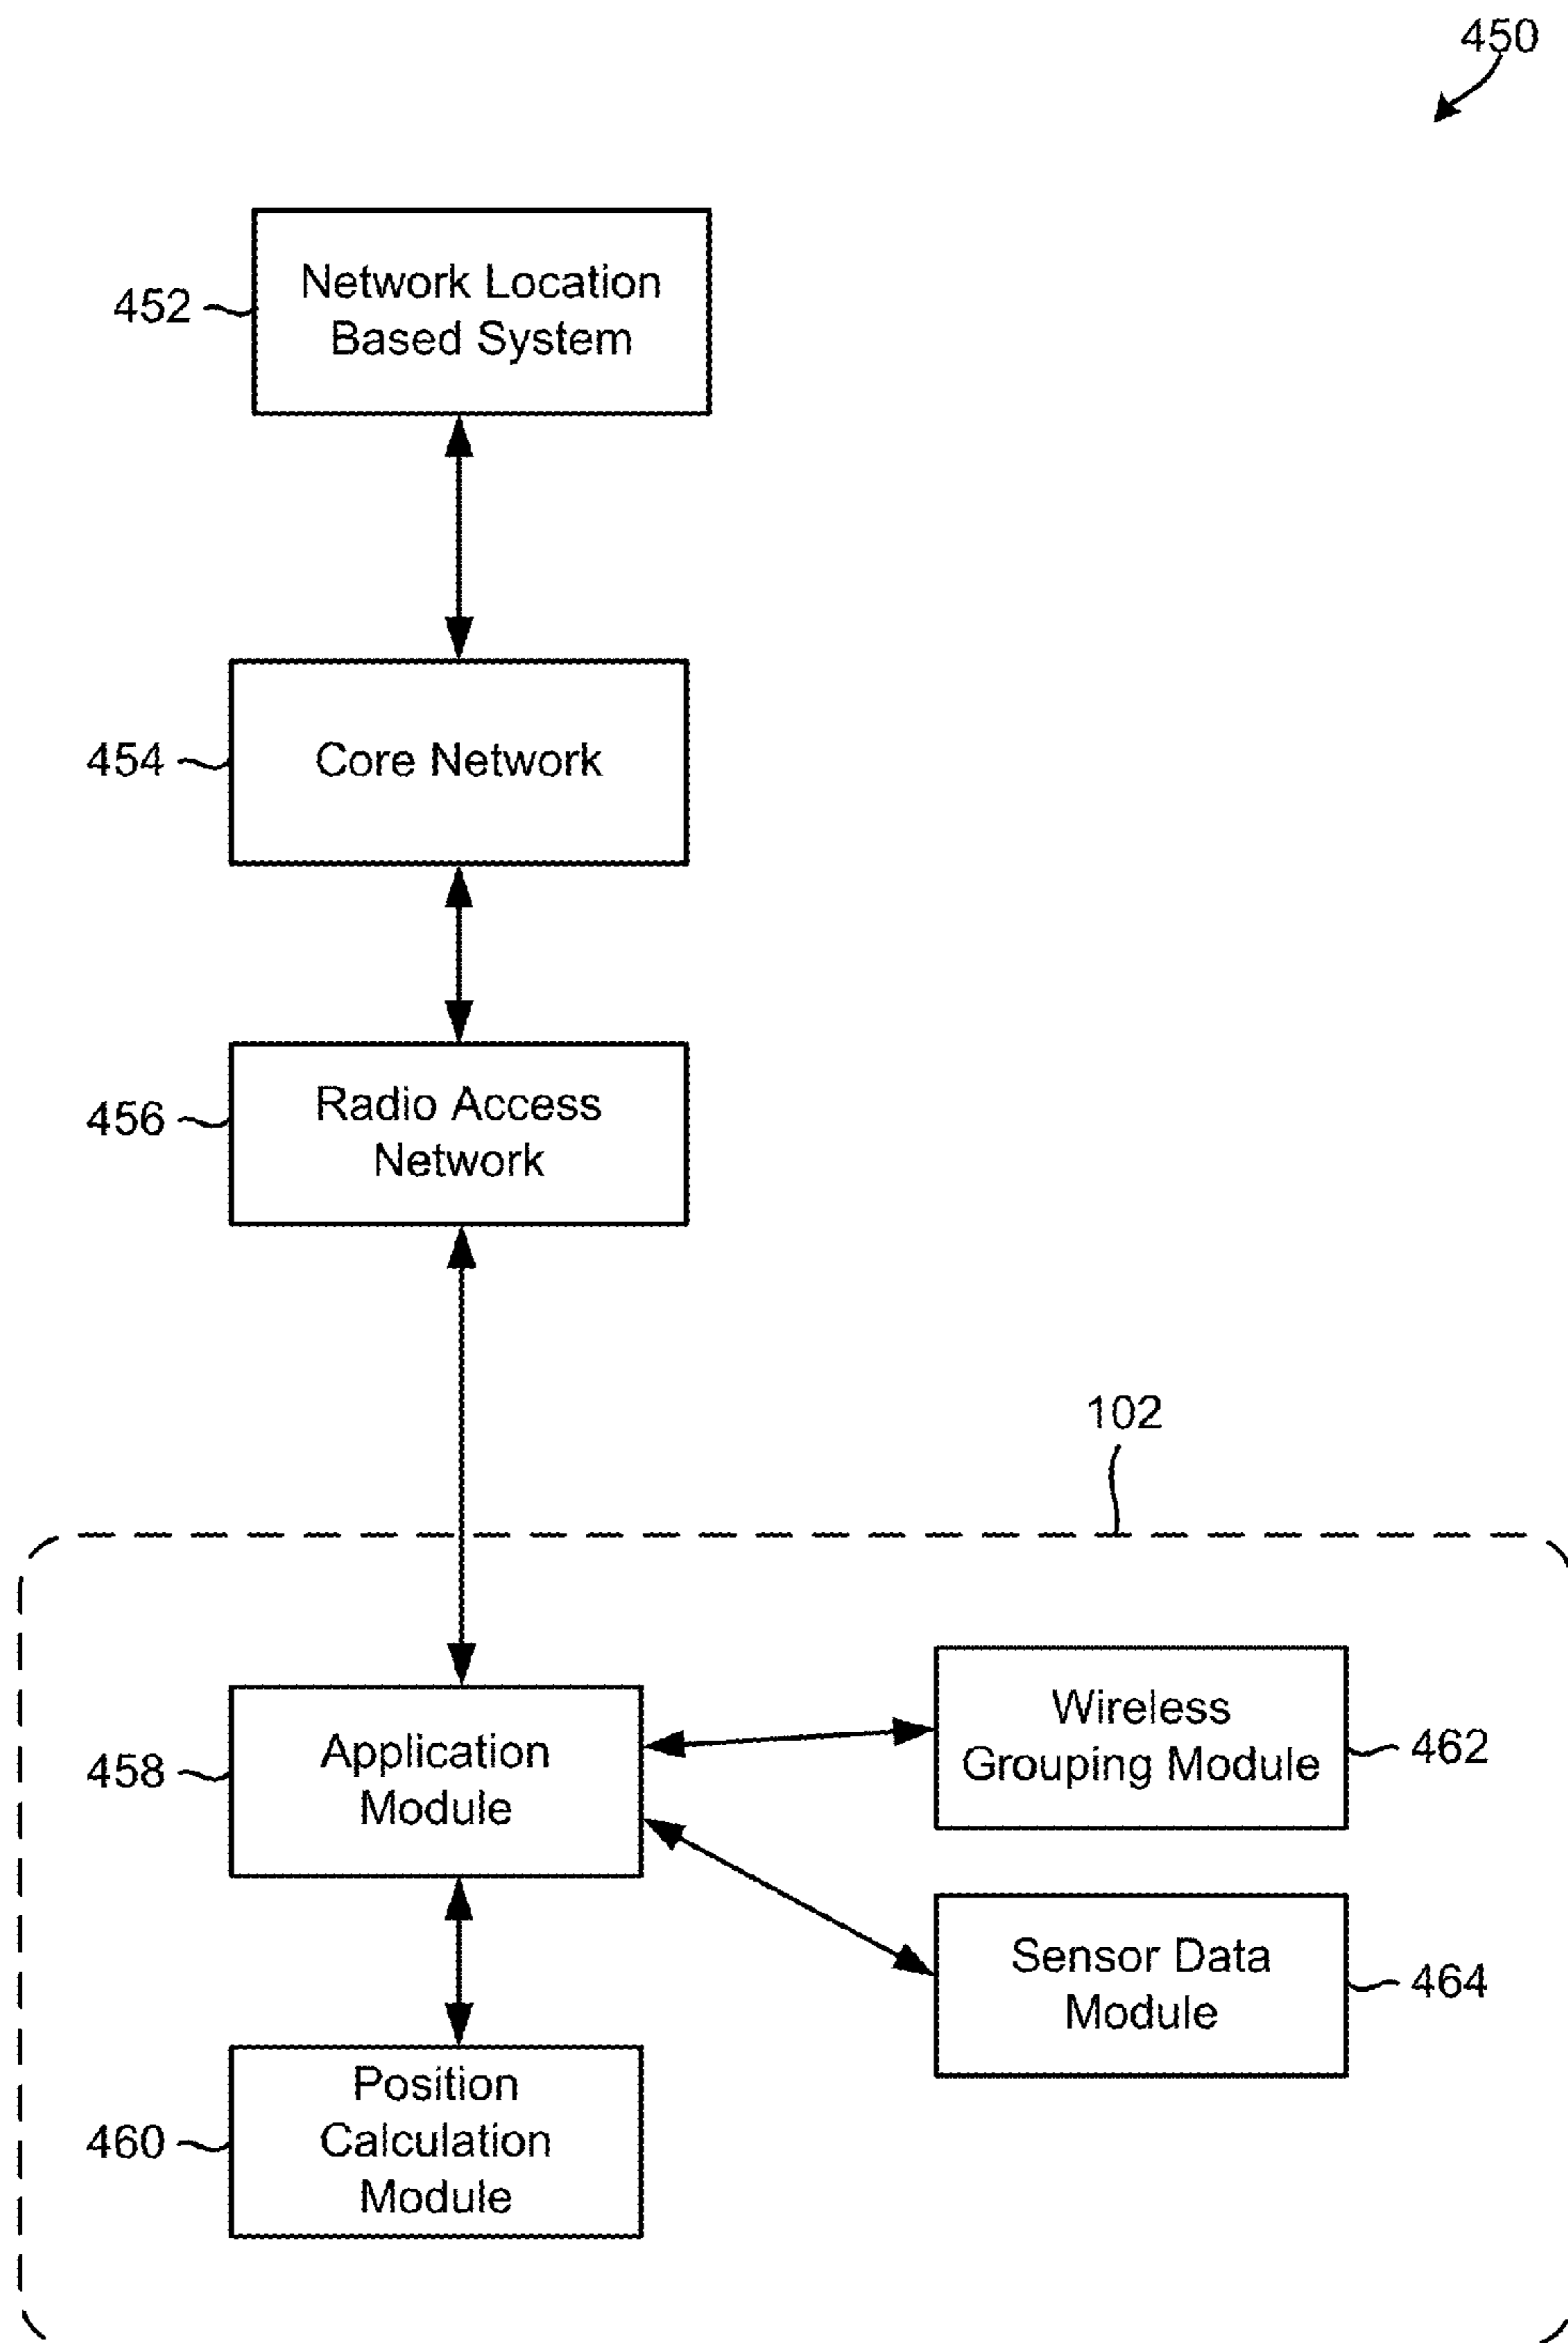 450
Network Location
Based System
452
Core Network
454
Radio Access
Network
456
102
Application
Module
458
Wireless
Grouping Module
462
Sensor Data
Module
464
Position
Calculation
Module
460